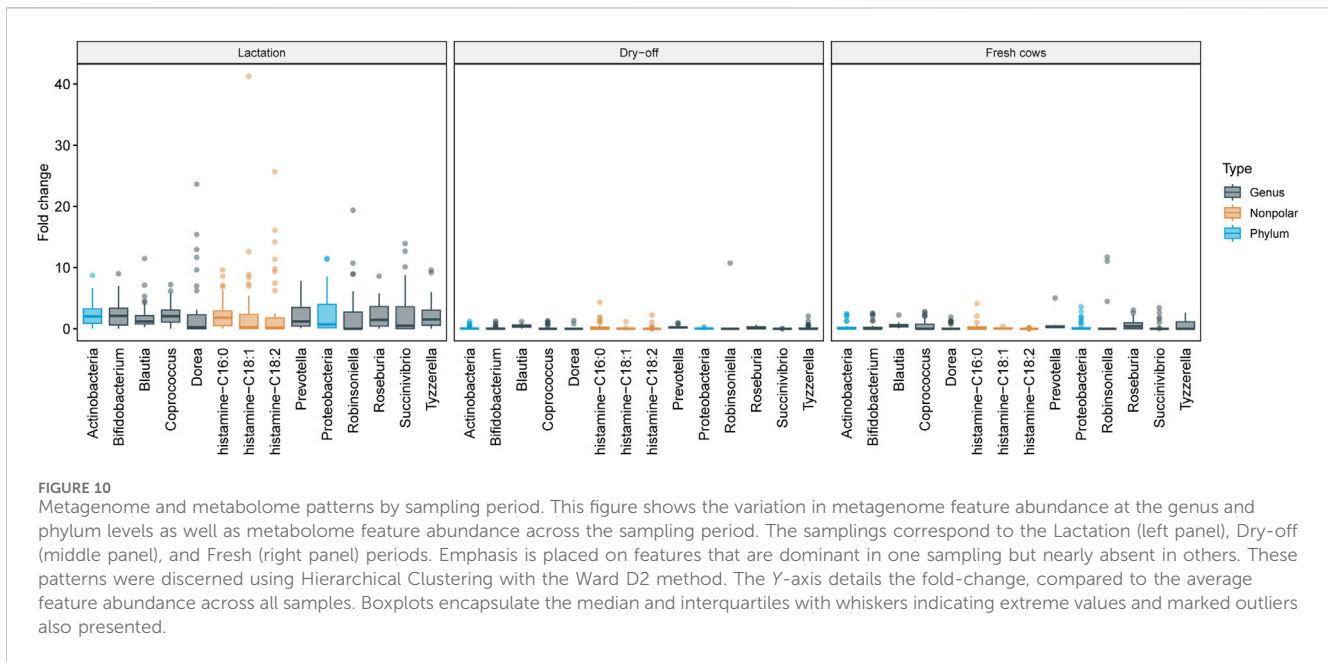 Lactation
Dry−off
Fresh cows
Fold change
40
30
20
10
0
Actinobacteria
Bifidobacterium
Blautia
Coprococcus
Dorea
histamine−C16:0
histamine−C18:1
histamine−C18:2
Prevotella
Proteobacteria
Robinsoniella
Roseburia
Succinivibrio
Tyzzerella
Actinobacteria
Bifidobacterium
Blautia
Coprococcus
Dorea
histamine−C16:0
histamine−C18:1
histamine−C18:2
Prevotella
Proteobacteria
Robinsoniella
Roseburia
Succinivibrio
Tyzzerella
Actinobacteria
Bifidobacterium
Blautia
Coprococcus
Dorea
histamine−C16:0
histamine−C18:1
histamine−C18:2
Prevotella
Proteobacteria
Robinsoniella
Roseburia
Succinivibrio
Tyzzerella
Type
Genus
Nonpolar
Phylum
FIGURE 10
Metagenome and metabolome patterns by sampling period. This figure shows the variation in metagenome feature abundance at the genus and
phylum levels as well as metabolome feature abundance across the sampling period. The samplings correspond to the Lactation (left panel), Dry-off
(middle panel), and Fresh (right panel) periods. Emphasis is placed on features that are dominant in one sampling but nearly absent in others. These
patterns were discerned using Hierarchical Clustering with the Ward D2 method. The Y-axis details the fold-change, compared to the average
feature abundance across all samples. Boxplots encapsulate the median and interquartiles with whiskers indicating extreme values and marked outliers
also presented.